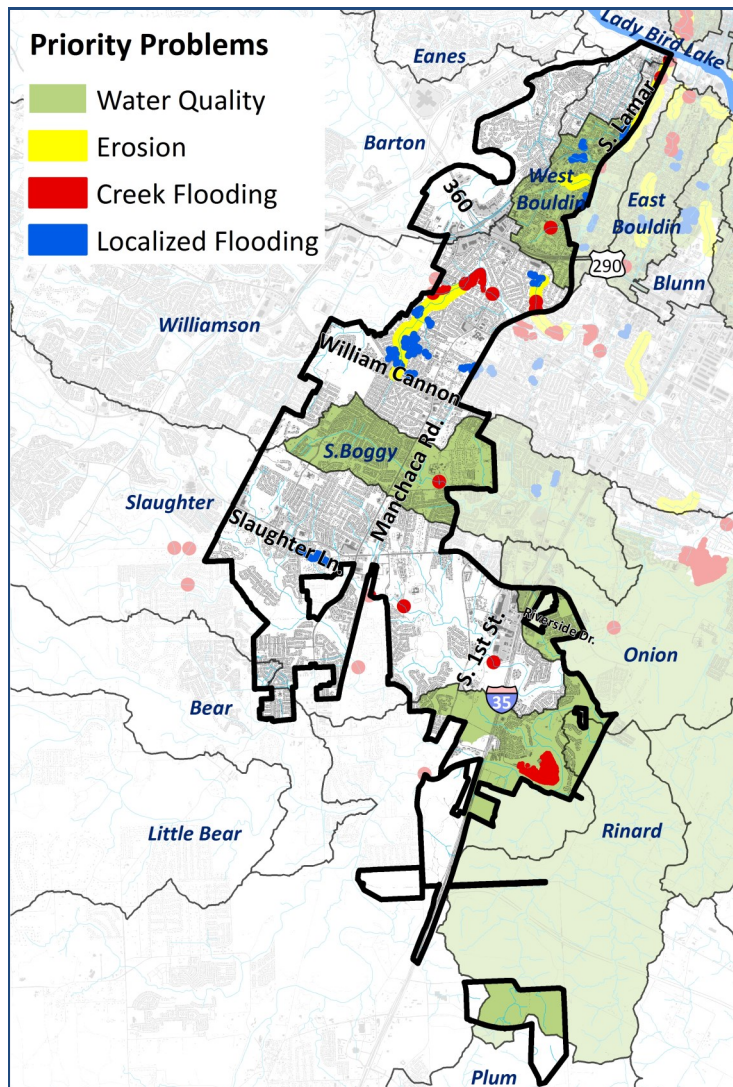 Priority Problems
Water Quality
Erosion
Creek Flooding
Localized Flooding
Eanes
Lady Bird Lake
Barton
S. Lamar
360
West
Bouldin
East
Bouldin
290
Blunn
Williamson
William Cannon
S.Boggy
Manchaca Rd.
Slaughter
Slaughter Ln.
Riverside Dr.
S. 1st St.
Onion
35
Bear
Little Bear
Rinard
Plum